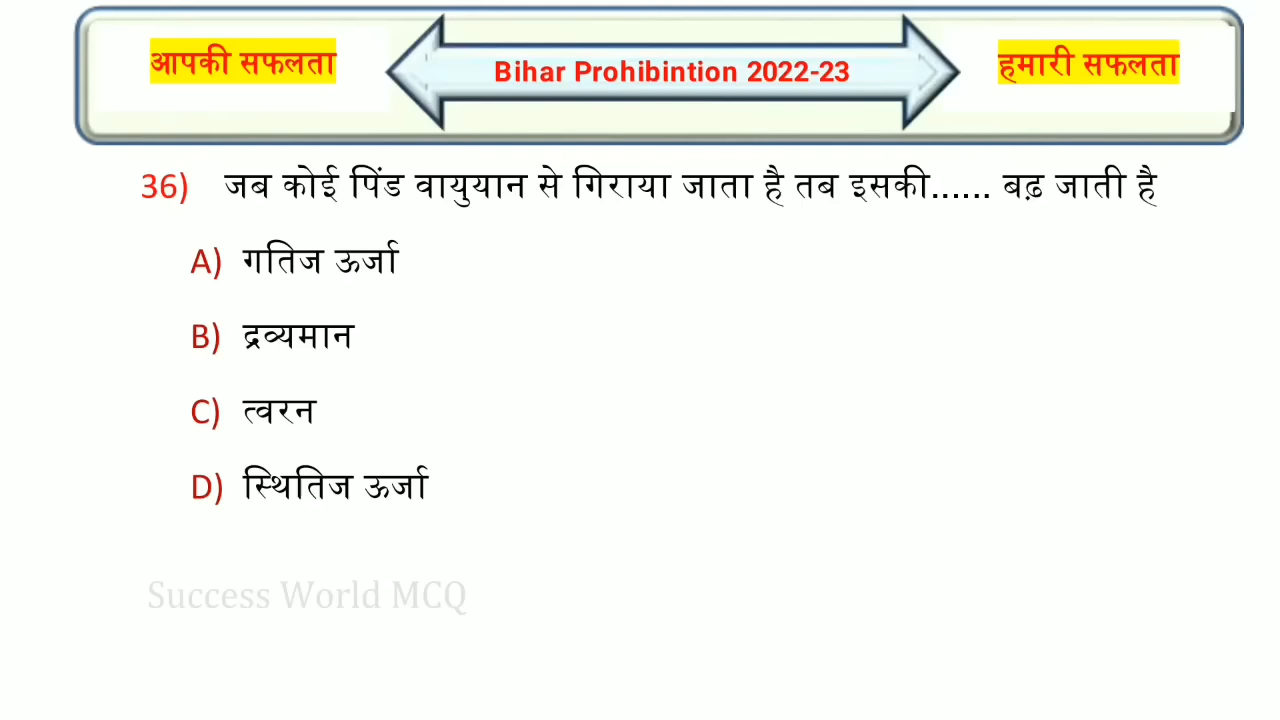 आपकी सफलता
Bihar Prohibintion 2022-23
हमारी सफलता
36) जब कोई पिंड वायुयान से गिराया जाता है तब इसकी...... बढ़ जाती है
A) गतिज ऊर्जा
B) द्रव्यमान
C) त्वरन
D) स्थितिज ऊर्जा
Success World MCQ